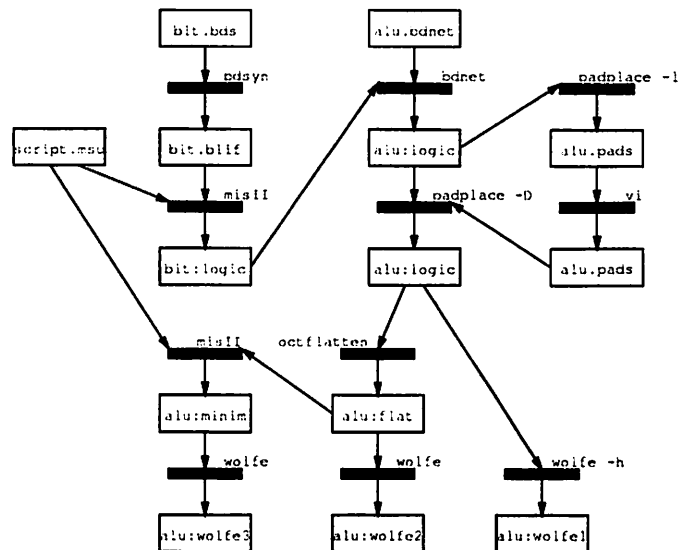 bit.bds
alu.bdnet
bdsyn
bdnet
padplace -l
script.msu
bit.blif
alu:logic
alu.pads
misII
padplace -D
vi
bit:logic
alu:logic
alu.pads
misII
octflatten
alu:minim
alu:flat
wolfe
wolfe
wolfe -h
alu:wolfe3
alu:wolfe2
alu:wolfe1